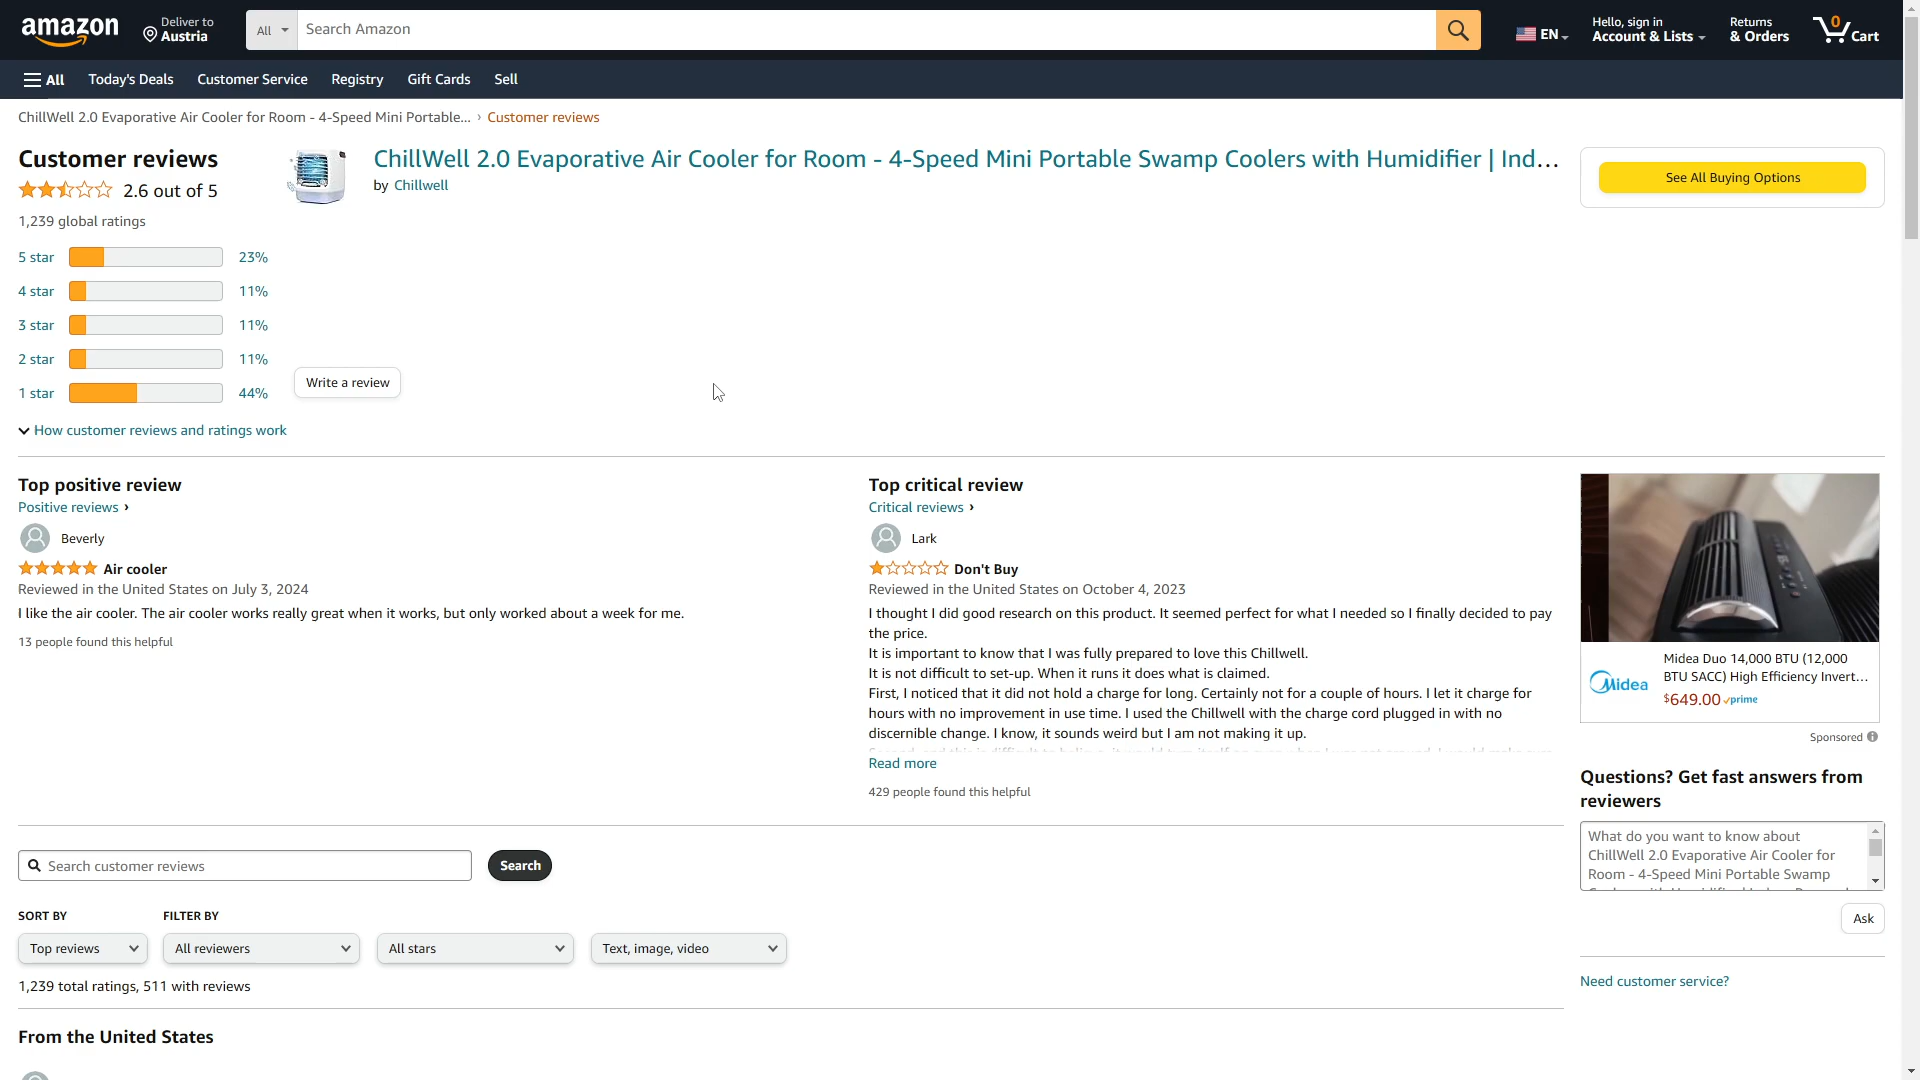 amazon
Deliver to
Austria
All
Search Amazon
EN
Hello, sign in
Account & Lists
Returns
& Orders
0
Cart
All
Today's Deals
Customer Service
Registry
Gift Cards
Sell
ChillWell 2.0 Evaporative Air Cooler for Room - 4-Speed Mini Portable... › Customer reviews
Customer reviews
2.6 out of 5
1,239 global ratings
5 star 23%
4 star 11%
3 star 11%
2 star 11%
1 star 44%
How customer reviews and ratings work
ChillWell 2.0 Evaporative Air Cooler for Room - 4-Speed Mini Portable Swamp Coolers with Humidifier | Ind...
by Chillwell
Write a review
See All Buying Options
Top positive review
Positive reviews ›
Beverly
Air cooler
Reviewed in the United States on July 3, 2024
I like the air cooler. The air cooler works really great when it works, but only worked about a week for me.
13 people found this helpful
Top critical review
Critical reviews ›
Lark
Don't Buy
Reviewed in the United States on October 4, 2023
I thought I did good research on this product. It seemed perfect for what I needed so I finally decided to pay
the price.
It is important to know that I was fully prepared to love this Chillwell.
It is not difficult to set-up. When it runs it does what is claimed.
First, I noticed that it did not hold a charge for long. Certainly not for a couple of hours. I let it charge for
hours with no improvement in use time. I used the Chillwell with the charge cord plugged in with no
discernible change. I know, it sounds weird but I am not making it up.
Read more
429 people found this helpful
Midea
Midea Duo 14,000 BTU (12,000
BTU SACC) High Efficiency Invert...
$649.00 prime
Sponsored
Questions? Get fast answers from
reviewers
What do you want to know about
ChillWell 2.0 Evaporative Air Cooler for
Room - 4-Speed Mini Portable Swamp
Ask
Need customer service?
Search customer reviews
Search
SORT BY
FILTER BY
Top reviews
All reviewers
All stars
Text, image, video
1,239 total ratings, 511 with reviews
From the United States